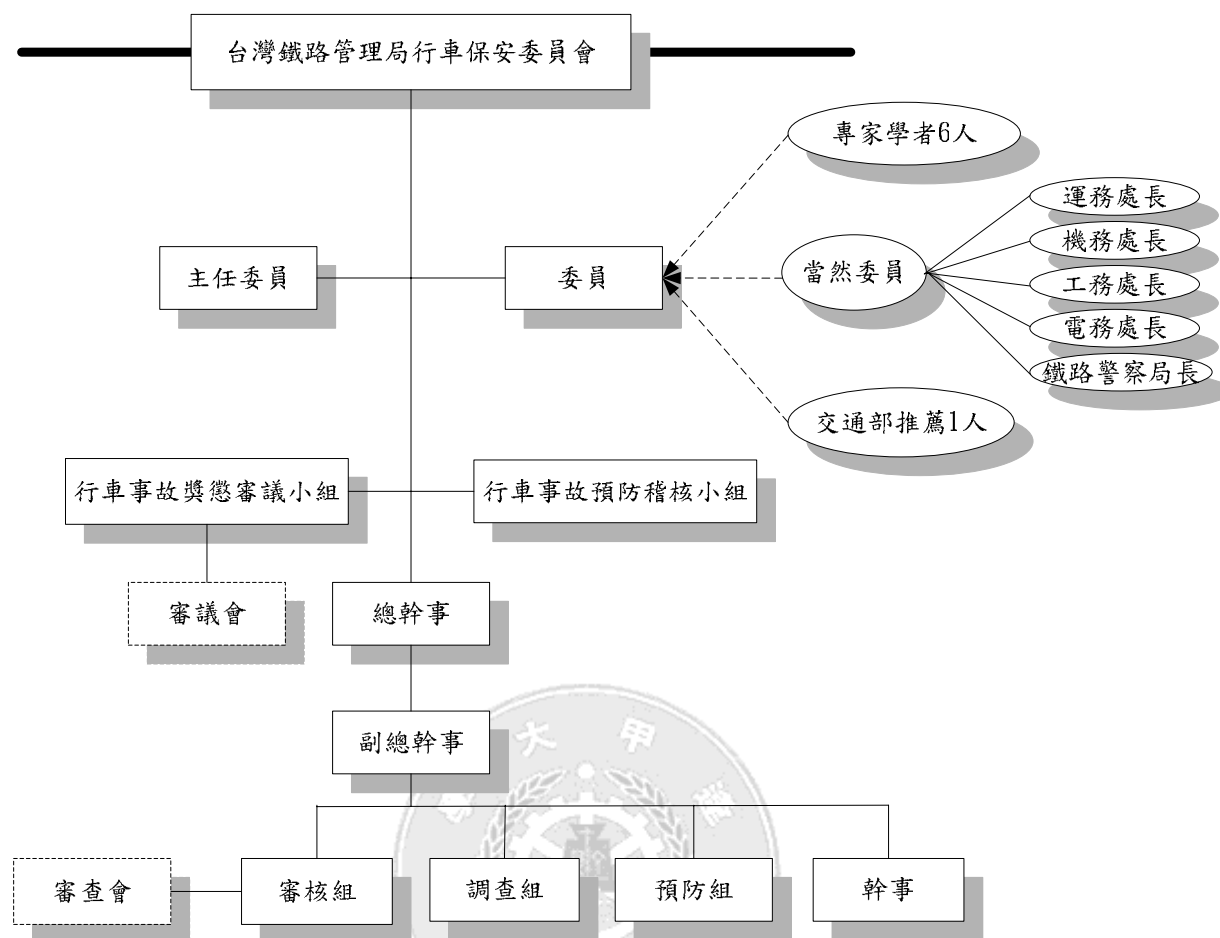 台灣鐵路管理局行車保安委員會
專家學者6人
運務處長
機務處長
主任委員
委員
當然委員
工務處長
電務處長
鐵路警察局長
交通部推薦1人
行車事故獎懲審議小組
行車事故預防稽核小組
審議會
總幹事
副總幹事
大甲
審查會
審核組
調查組
預防組
幹事